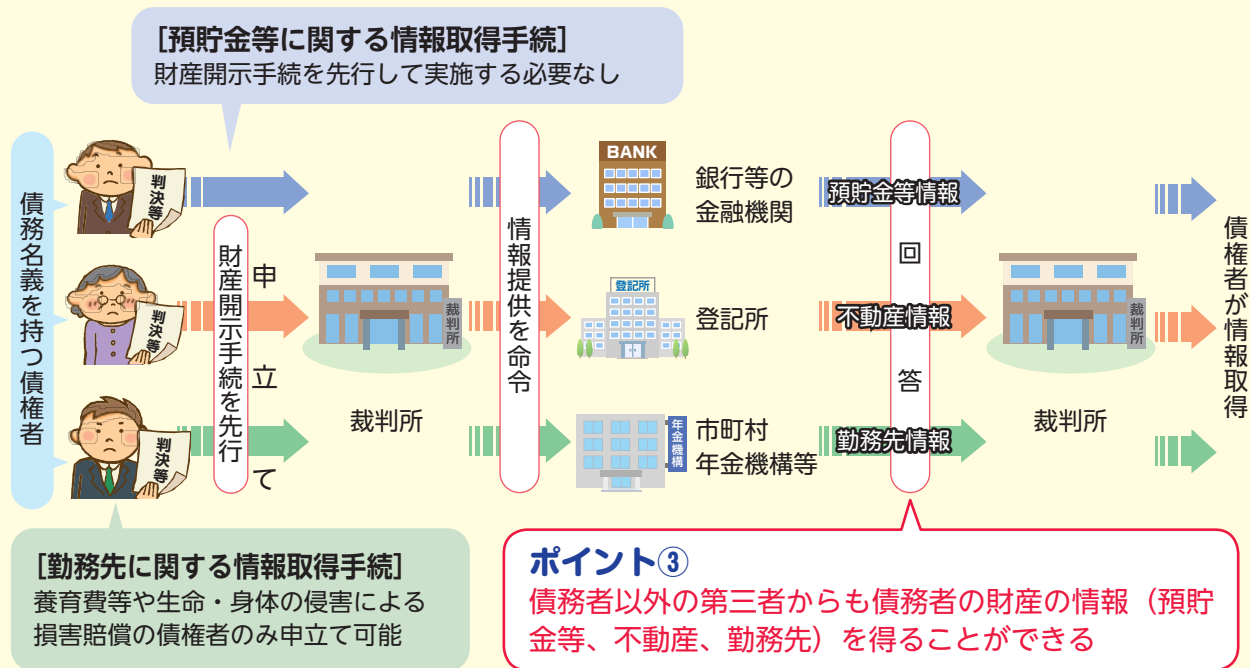 [預貯金等に関する情報取得手続]
財産開示手続を先行して実施する必要なし
債務名義を持つ債権者
判決等
判決等
判決等
財産開示手続を先行
申立て
裁判所
裁判所
情報提供を命令
BANK
銀行等の
金融機関
登記所
登記所
年金機構
市町村
年金機構等
預貯金等情報
不動産情報
勤務先情報
回答
裁判所
裁判所
債権者が情報取得
[勤務先に関する情報取得手続]
養育費等や生命・身体の侵害による
損害賠償の債権者のみ申立て可能
ポイント③
債務者以外の第三者からも債務者の財産の情報（預貯
金等、不動産、勤務先）を得ることができる